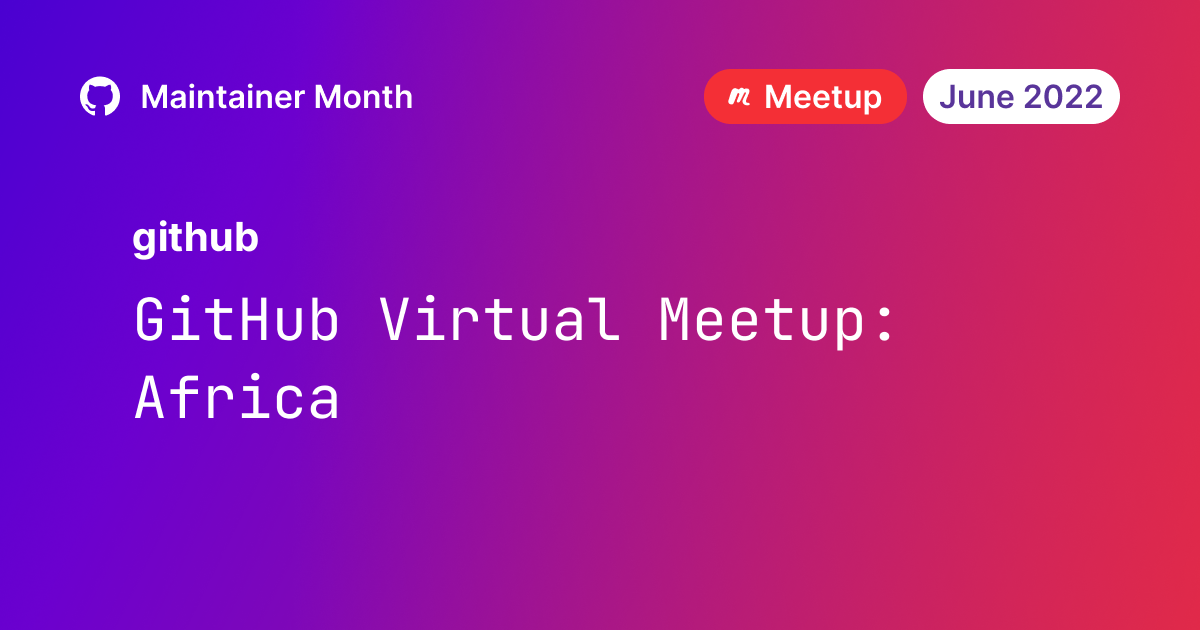 Maintainer Month
Meetup
June 2022
github
GitHub Virtual Meetup:
Africa